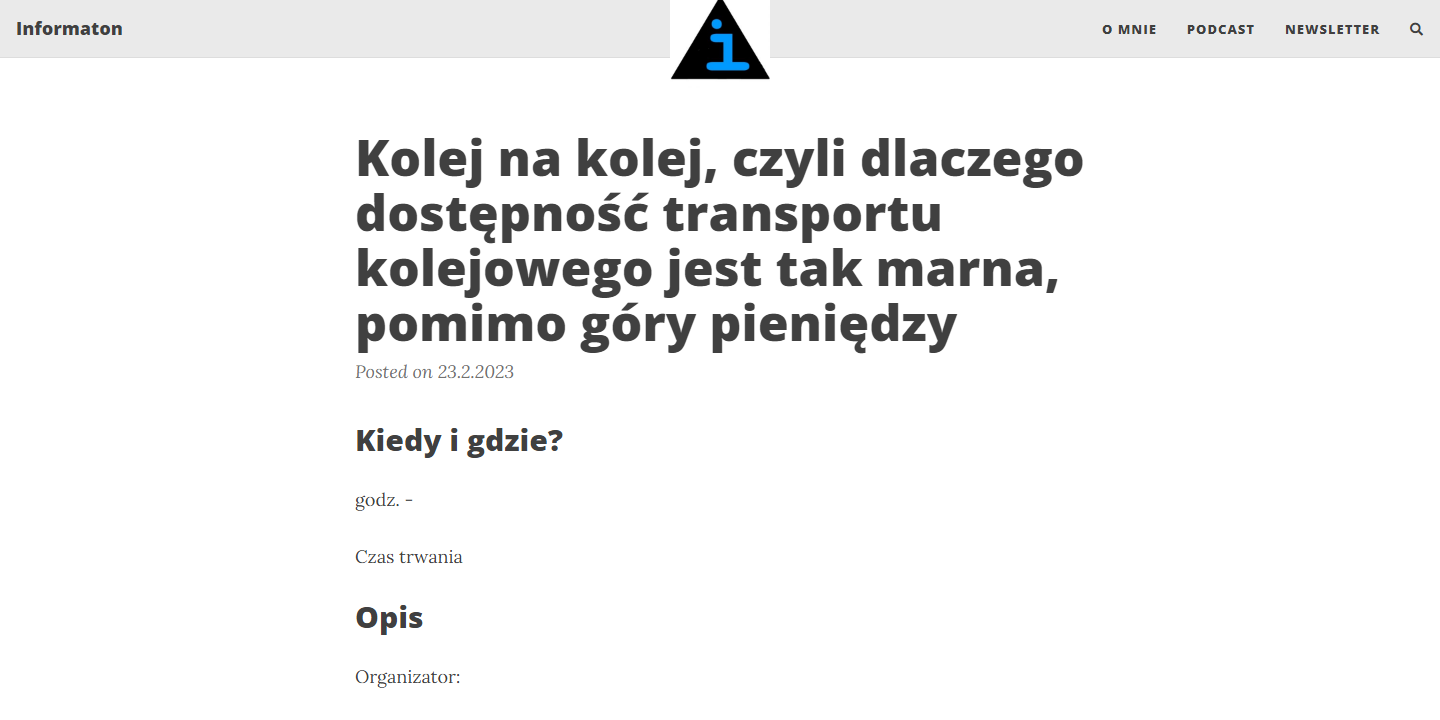 Informaton
i
O MNIE
PODCAST
NEWSLETTER
Kolej na kolej, czyli dlaczego
dostępność transportu
kolejowego jest tak marna,
pomimo góry pieniędzy
Posted on 23.2.2023
Kiedy i gdzie?
godz. -
Czas trwania
Opis
Organizator: